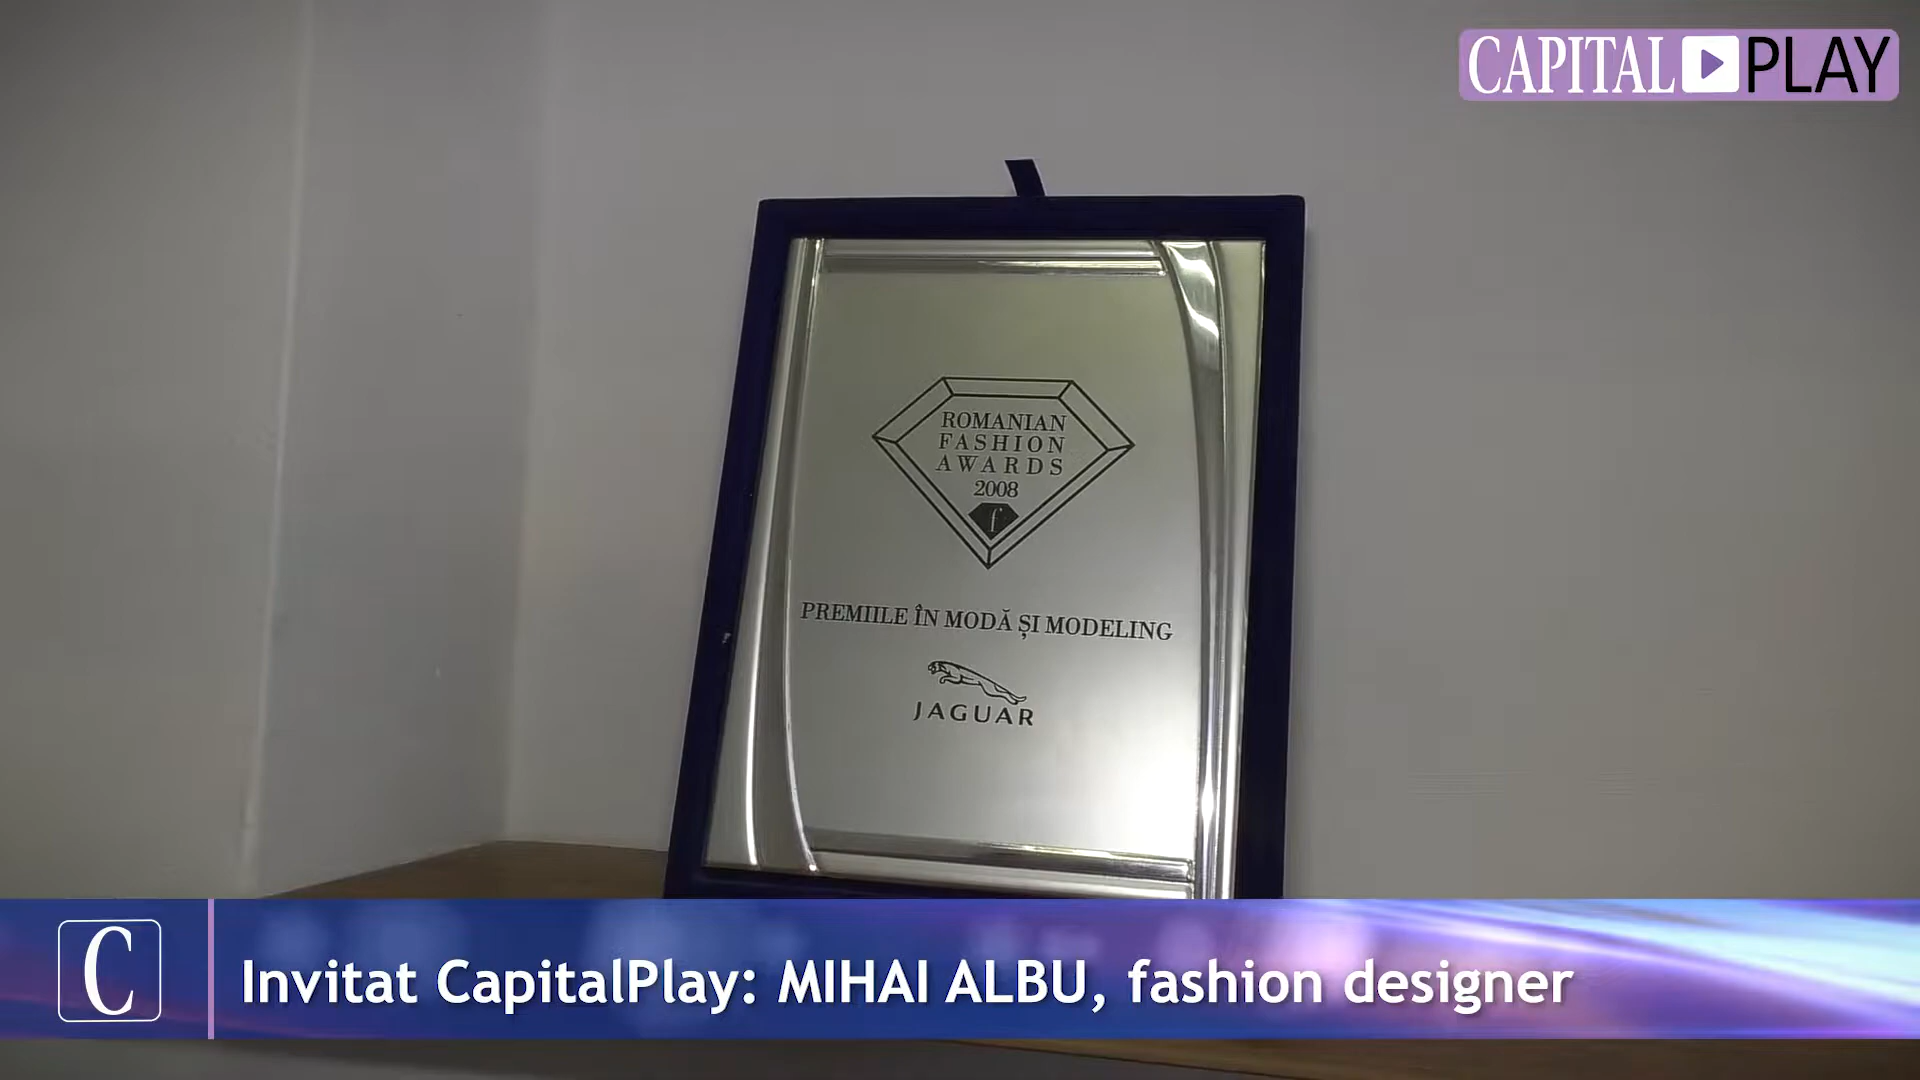 CAPITAL PLAY
ROMANIAN
FASHION
AWARDS
2008
f
PREMIILE ÎN MODĂ ȘI MODELING
JAGUAR
C
Invitat CapitalPlay: MIHAI ALBU, fashion designer